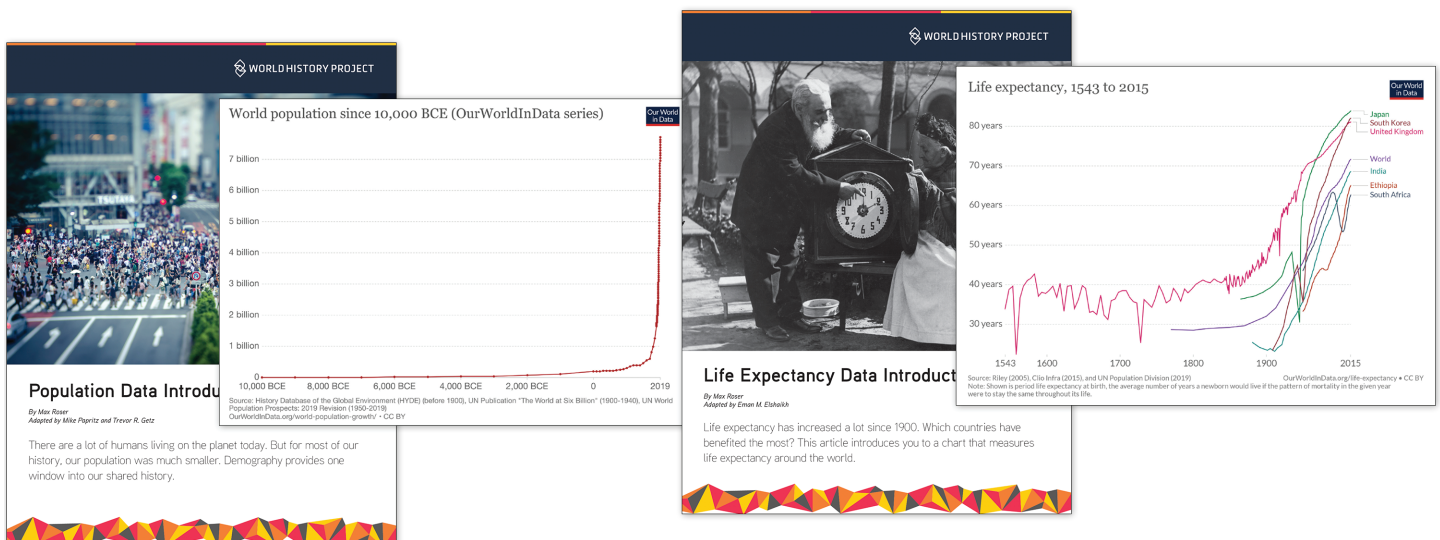 WORLD HISTORY PROJECT
TSUTAYA
World population since 10,000 BCE (OurWorldInData series)
Our World
in Data
7 billion
6 billion
5 billion
4 billion
3 billion
2 billion
1 billion
0
10,000 BCE 8,000 BCE 6,000 BCE 4,000 BCE 2,000 BCE 0 2019
Source: History Database of the Global Environment (HYDE) (before 1900), UN Publication "The World at Six Billion" (1900-1940), UN World
Population Prospects: 2019 Revision (1950-2019)
OurWorldInData.org/world-population-growth/ • CC BY
Population Data Introdu
By Max Roser
Adapted by Mike Papritz and Trevor R. Getz
There are a lot of humans living on the planet today. But for most of our
history, our population was much smaller. Demography provides one
window into our shared history.
WORLD HISTORY PROJECT
Life expectancy, 1543 to 2015
Our World
in Data
80 years
70 years
60 years
50 years
40 years
30 years
Japan
South Korea
United Kingdom
World
India
Ethiopia
South Africa
1543 1600 1700 1800 1900 2015
Source: Riley (2005), Clio Infra (2015), and UN Population Division (2019) OurWorldInData.org/life-expectancy • CC BY
Note: Shown is period life expectancy at birth, the average number of years a newborn would live if the pattern of mortality in the given year
were to stay the same throughout its life.
Life Expectancy Data Introduct
By Max Roser
Adapted by Eman M. Elshaikh
Life expectancy has increased a lot since 1900. Which countries have
benefited the most? This article introduces you to a chart that measures
life expectancy around the world.